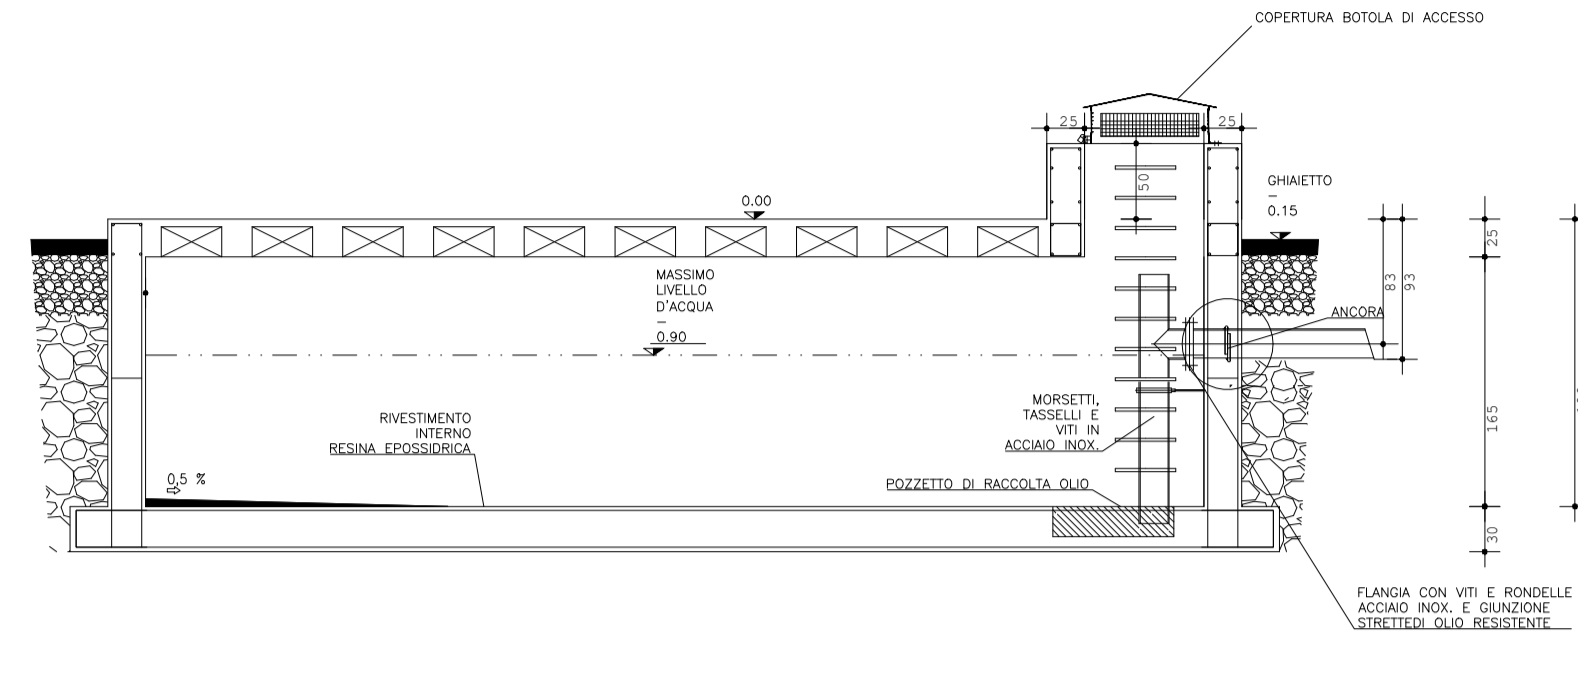 COPERTURA BOTOLA DI ACCESSO
25
25
50
GHIAIETTO
–
0.15
0.00
25
83
93
MASSIMO
LIVELLO
D'ACQUA
–
0.90
ANCORA
MORSETTI,
TASSELLI E
VITI IN
ACCIAIO INOX.
165
RIVESTIMENTO
INTERNO
RESINA EPOSSIDRICA
0,5 %
POZZETTO DI RACCOLTA OLIO
30
FLANGIA CON VITI E RONDELLE
ACCIAIO INOX. E GIUNZIONE
STRETTEDI OLIO RESISTENTE